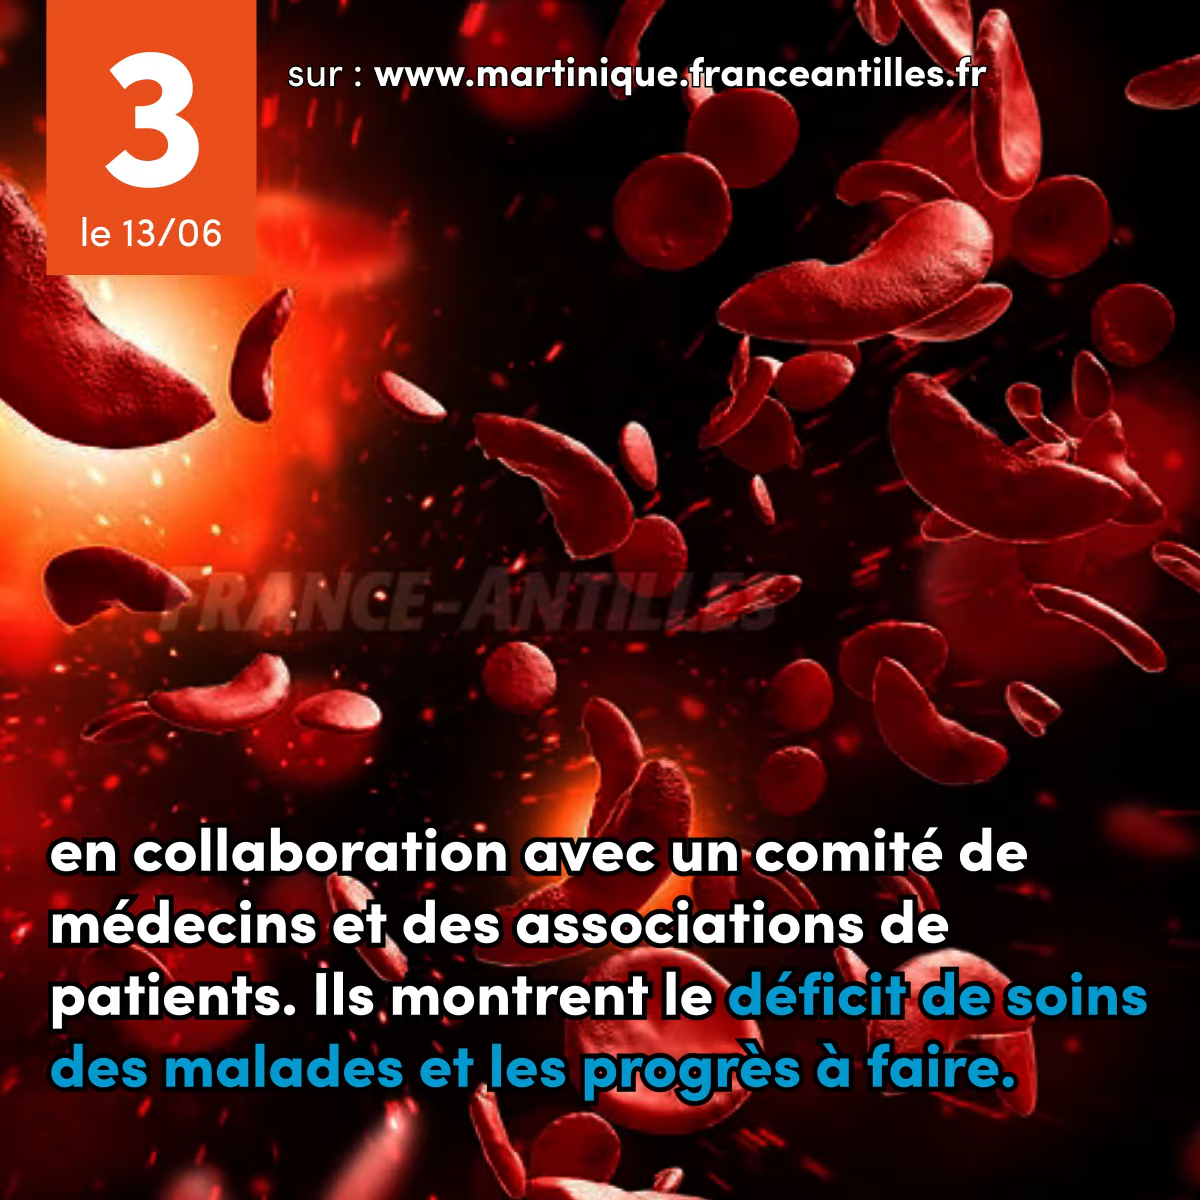 3
le 13/06
sur : www.martinique.franceantilles.fr
FRANCE-ANTILLES
en collaboration avec un comité de
médecins et des associations de
patients. Ils montrent le déficit de soins
des malades et les progrès à faire.